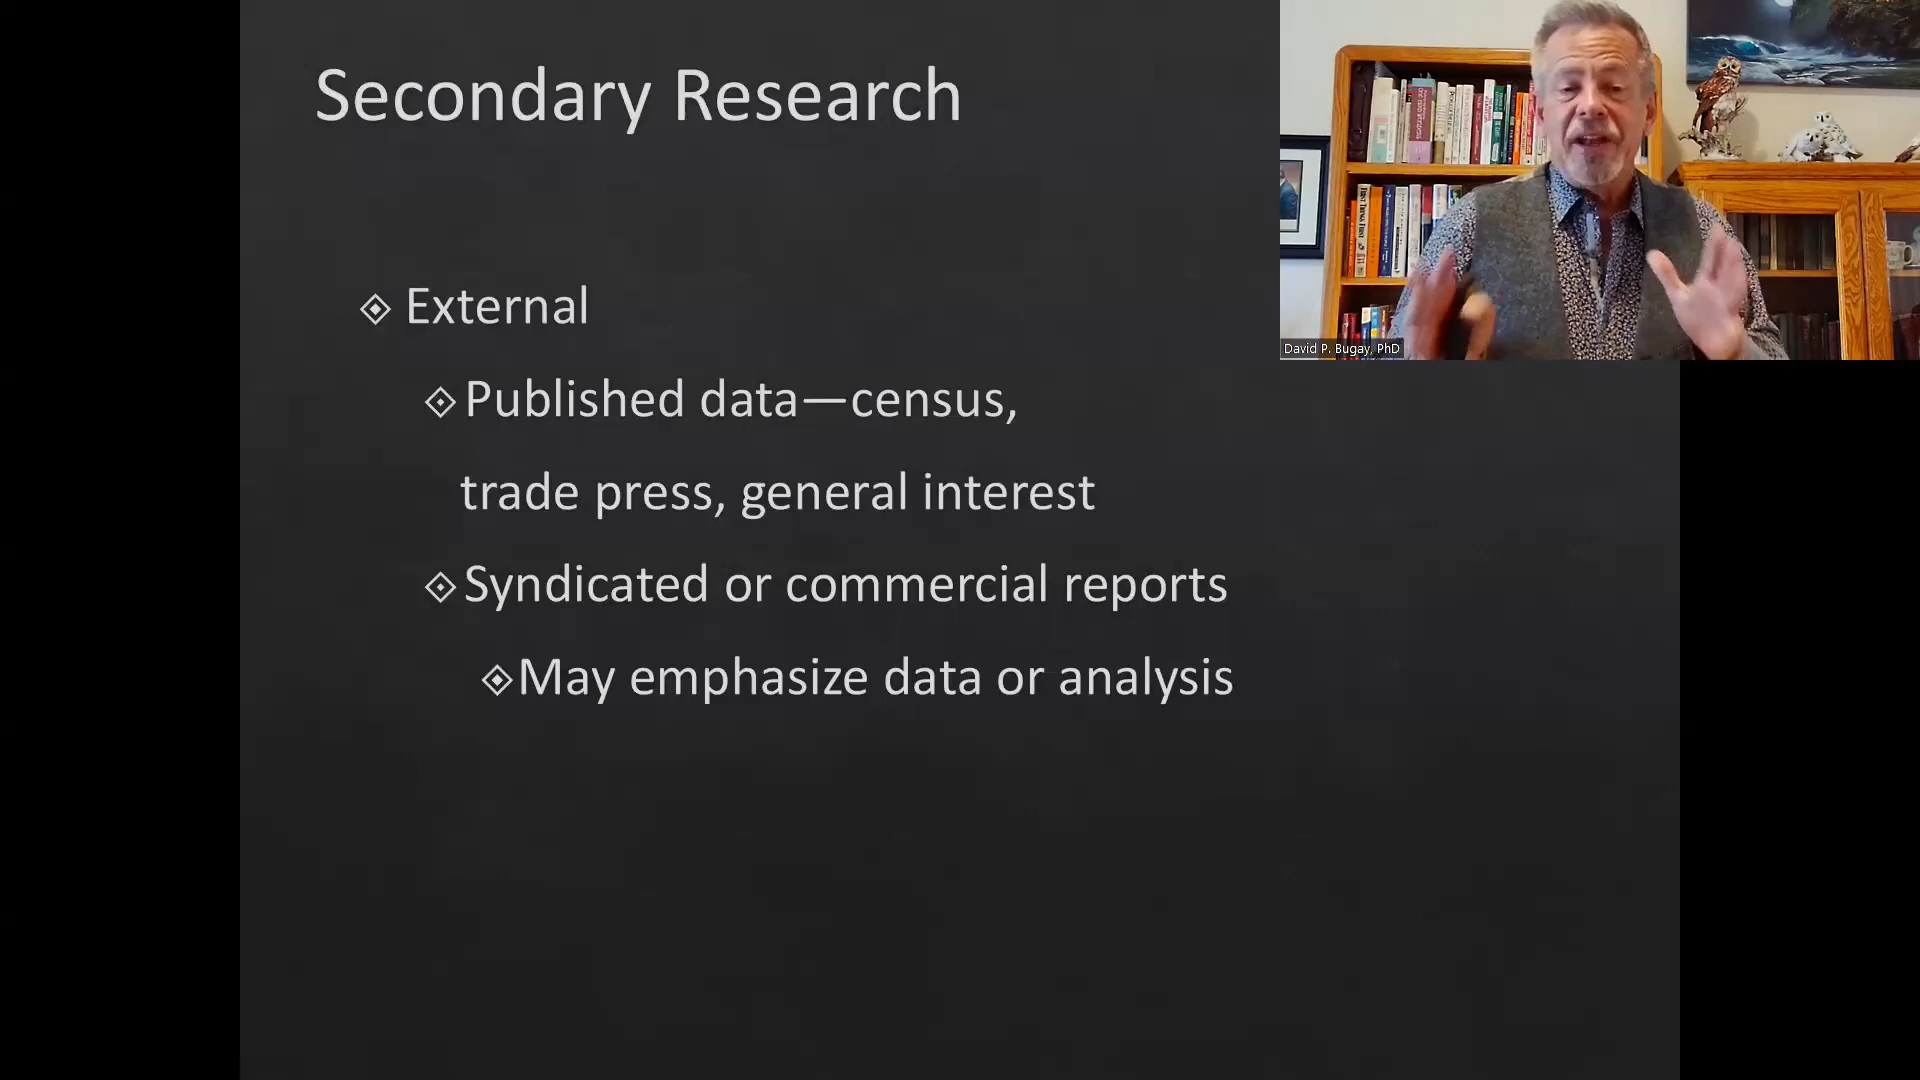 Secondary Research
External
Published data—census,
trade press, general interest
Syndicated or commercial reports
May emphasize data or analysis
David P. Bugay, PhD